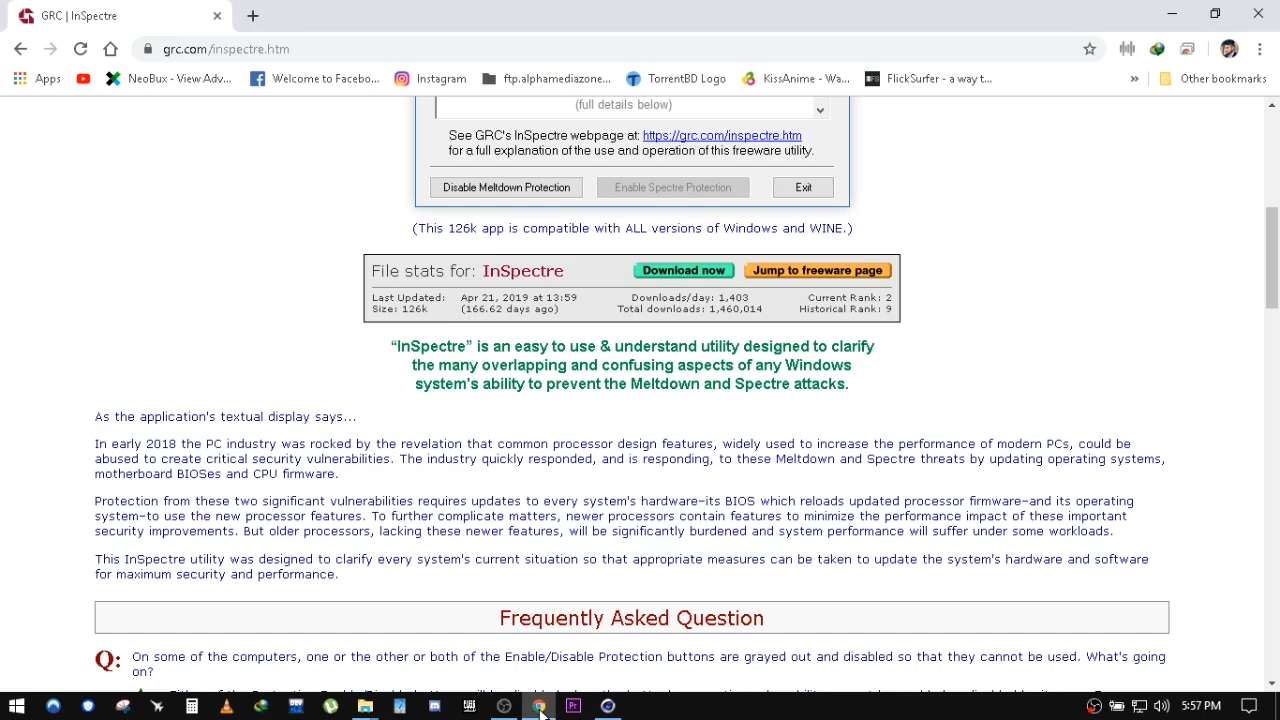 GRC | InSpectre
grc.com/inspectre.htm
Apps
NeoBux - View Adv...
Welcome to Facebo...
Instagram
ftp.alphamediazone...
TorrentBD Login
KissAnime - Wa...
FlickSurfer - a way t...
»
Other bookmarks
(full details below)
See GRC's InSpectre webpage at: https://grc.com/inspectre.htm
for a full explanation of the use and operation of this freeware utility.
Disable Meltdown Protection
Enable Spectre Protection
Exit
(This 126k app is compatible with ALL versions of Windows and WINE.)
File stats for: InSpectre
Download now
Jump to freeware page
Last Updated: Apr 21, 2019 at 13:59 Downloads/day: 1,403 Current Rank: 2
Size: 126k (166.62 days ago) Total downloads: 1,460,014 Historical Rank: 9
“InSpectre” is an easy to use & understand utility designed to clarify
the many overlapping and confusing aspects of any Windows
system's ability to prevent the Meltdown and Spectre attacks.
As the application's textual display says...
In early 2018 the PC industry was rocked by the revelation that common processor design features, widely used to increase the performance of modern PCs, could be
abused to create critical security vulnerabilities. The industry quickly responded, and is responding, to these Meltdown and Spectre threats by updating operating systems,
motherboard BIOSes and CPU firmware.
Protection from these two significant vulnerabilities requires updates to every system's hardware–its BIOS which reloads updated processor firmware–and its operating
system–to use the new processor features. To further complicate matters, newer processors contain features to minimize the performance impact of these important
security improvements. But older processors, lacking these newer features, will be significantly burdened and system performance will suffer under some workloads.
This InSpectre utility was designed to clarify every system's current situation so that appropriate measures can be taken to update the system's hardware and software
for maximum security and performance.
Frequently Asked Question
Q: On some of the computers, one or the other or both of the Enable/Disable Protection buttons are grayed out and disabled so that they cannot be used. What's going
on?
5:57 PM